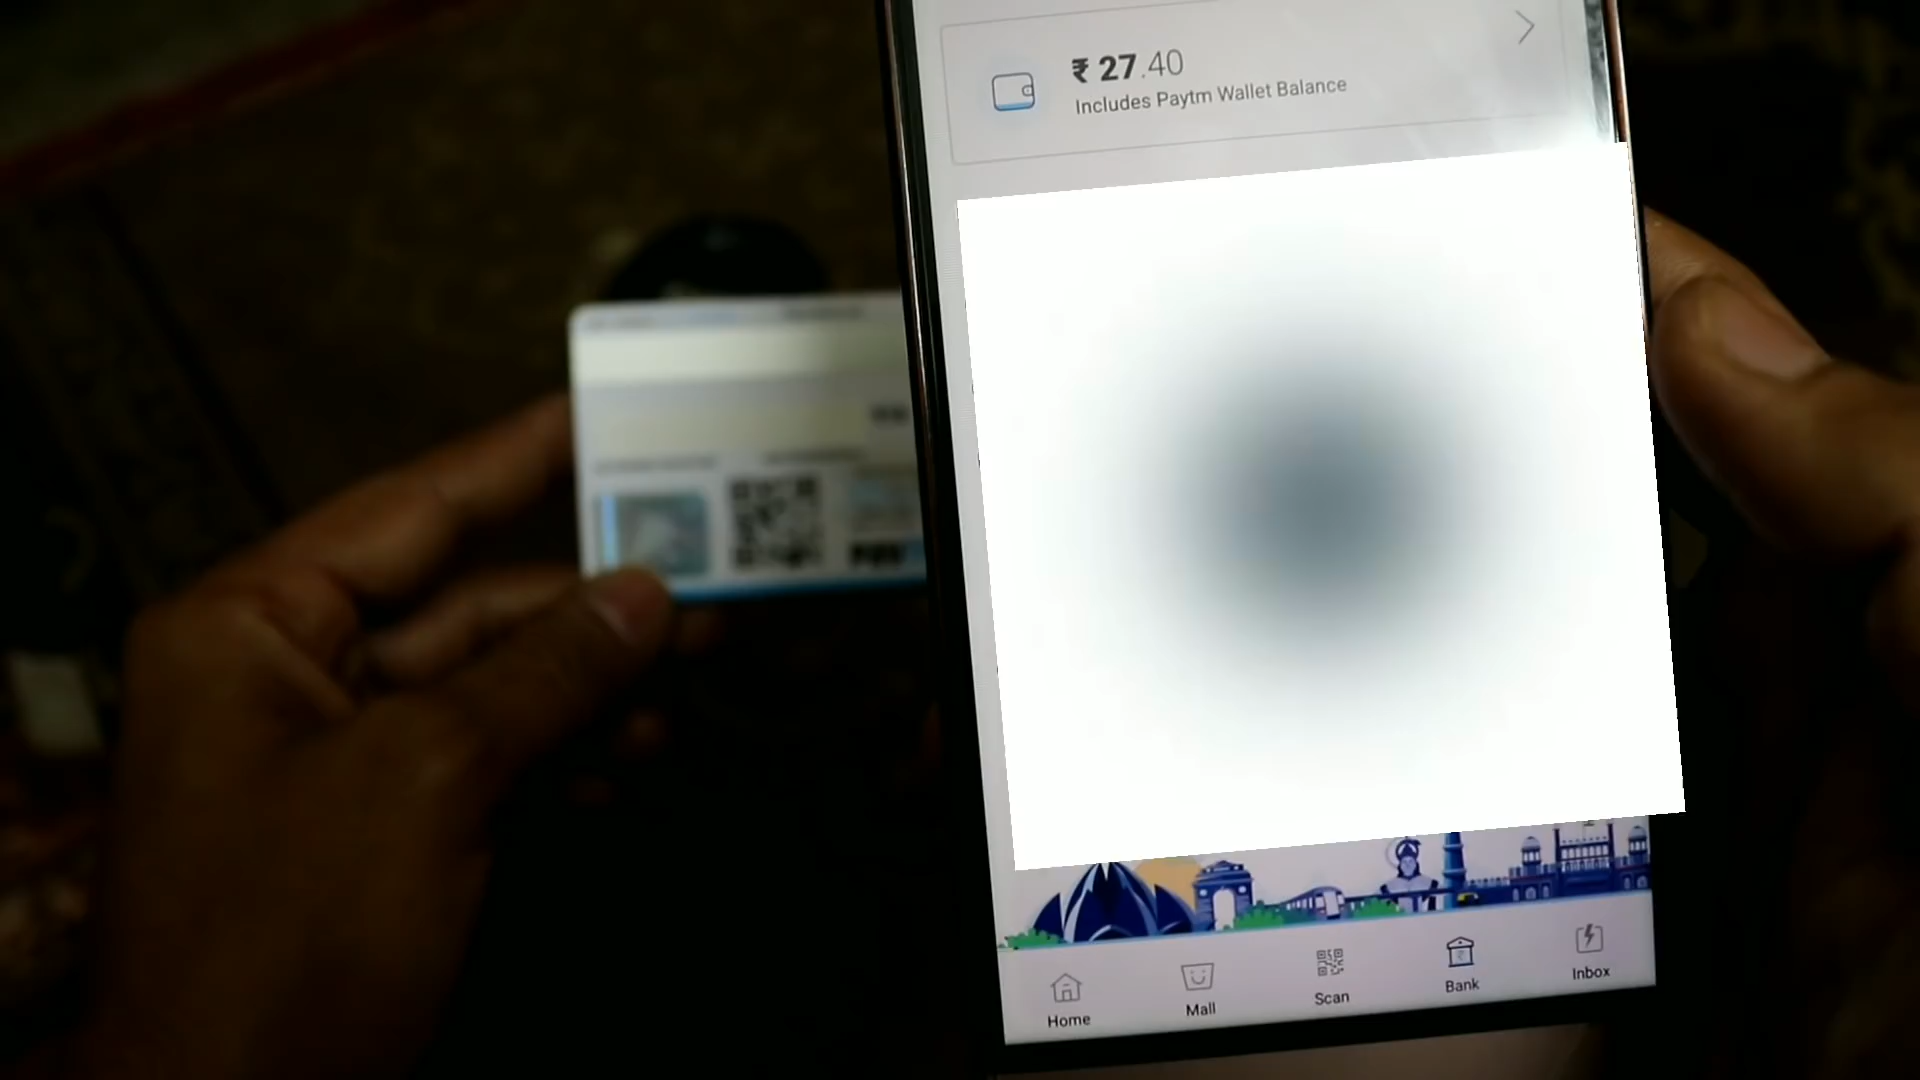 ₹ 27.40
Includes Paytm Wallet Balance
Home
Mall
Scan
Bank
Inbox